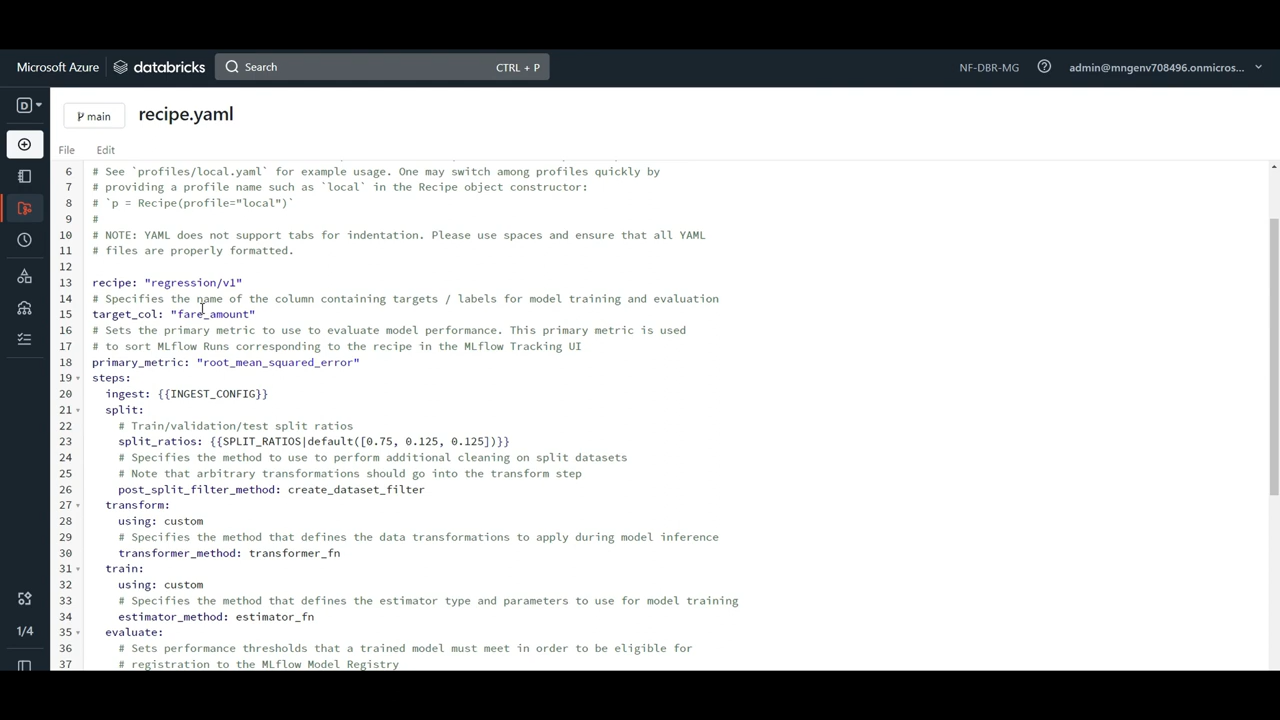 Microsoft Azure databricks Search CTRL + P NF-DBR-MG admin@mngenv708496.onmicros...
D
main recipe.yaml
File Edit
6 # See `profiles/local.yaml` for example usage. One may switch among profiles quickly by
7 # providing a profile name such as `local` in the Recipe object constructor:
8 # `p = Recipe(profile="local")`
9 #
10 # NOTE: YAML does not support tabs for indentation. Please use spaces and ensure that all YAML
11 # files are properly formatted.
12
13 recipe: "regression/v1"
14 # Specifies the name of the column containing targets / labels for model training and evaluation
15 target_col: "fare_amount"
16 # Sets the primary metric to use to evaluate model performance. This primary metric is used
17 # to sort MLflow Runs corresponding to the recipe in the MLflow Tracking UI
18 primary_metric: "root_mean_squared_error"
19 steps:
20 ingest: {{INGEST_CONFIG}}
21 split:
22 # Train/validation/test split ratios
23 split_ratios: {{SPLIT_RATIOS|default([0.75, 0.125, 0.125])}}
24 # Specifies the method to use to perform additional cleaning on split datasets
25 # Note that arbitrary transformations should go into the transform step
26 post_split_filter_method: create_dataset_filter
27 transform:
28 using: custom
29 # Specifies the method that defines the data transformations to apply during model inference
30 transformer_method: transformer_fn
31 train:
32 using: custom
33 # Specifies the method that defines the estimator type and parameters to use for model training
34 estimator_method: estimator_fn
35 evaluate:
36 # Sets performance thresholds that a trained model must meet in order to be eligible for
37 # registration to the MLflow Model Registry
1/4